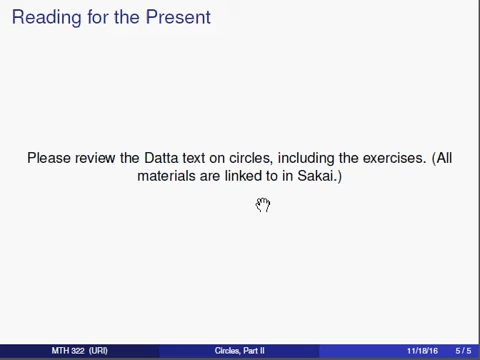 Reading for the Present
Please review the Datta text on circles, including the exercises. (All
materials are linked to in Sakai.)
MTH 322 (URI) Circles, Part II 11/18/16 5 / 5